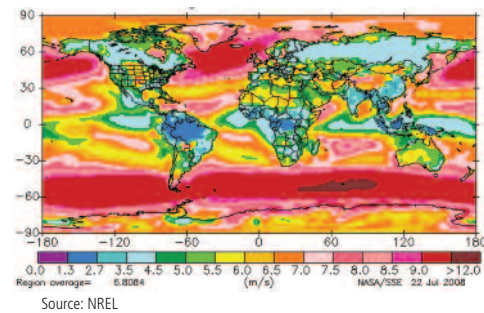 90
60
30
0
-30
-60
-90
-180 -120 -60 0 60 120 180
0.0 1.3 2.7 3.5 4.5 5.0 5.5 6.0 6.5 7.0 7.5 8.0 8.5 9.0 >12.0
Region average= 5.8064 (m/s) NASA/SSE 22 Jul 2008
Source: NREL